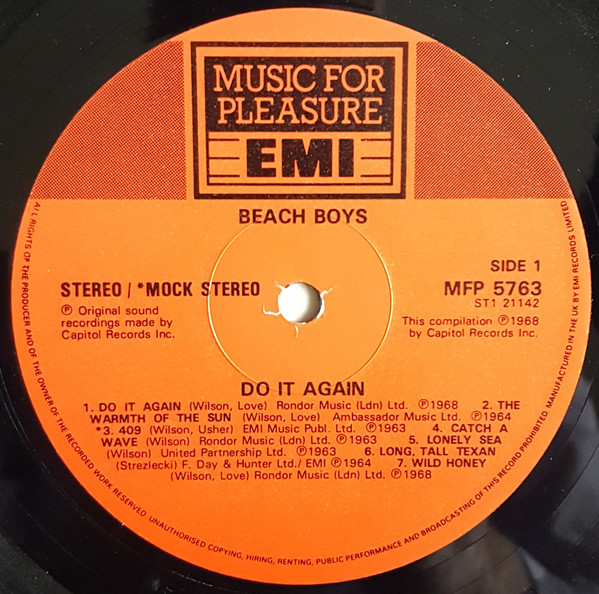 MUSIC FOR
PLEASURE
EMI
BEACH BOYS
STEREO / *MOCK STEREO
℗ Original sound
recordings made by
Capitol Records Inc.
SIDE 1
MFP 5763
ST1 21142
This compilation ℗1968
by Capitol Records Inc.
DO IT AGAIN
1. DO IT AGAIN (Wilson, Love) Rondor Music (Ldn) Ltd. ℗1968 2. THE
WARMTH OF THE SUN (Wilson, Love) Ambassador Music Ltd. ℗1964
*3. 409 (Wilson, Usher) EMI Music Publ. Ltd. ℗1963 4. CATCH A
WAVE (Wilson) Rondor Music (Ldn) Ltd. ℗1963 5. LONELY SEA
(Wilson) United Partnership Ltd. ℗1963 6. LONG, TALL TEXAN
(Strezlecki) F. Day & Hunter Ltd./ EMI ℗1964 7. WILD HONEY
(Wilson, Love) Rondor Music (Ldn) Ltd. ℗1968
ALL RIGHTS OF THE PRODUCER AND OF THE OWNER OF THE RECORDED WORK RESERVED. UNAUTHORISED COPYING, HIRING, RENTING, PUBLIC PERFORMANCE AND BROADCASTING OF THIS RECORD PROHIBITED. MANUFACTURED IN THE UK BY EMI RECORDS LIMITED